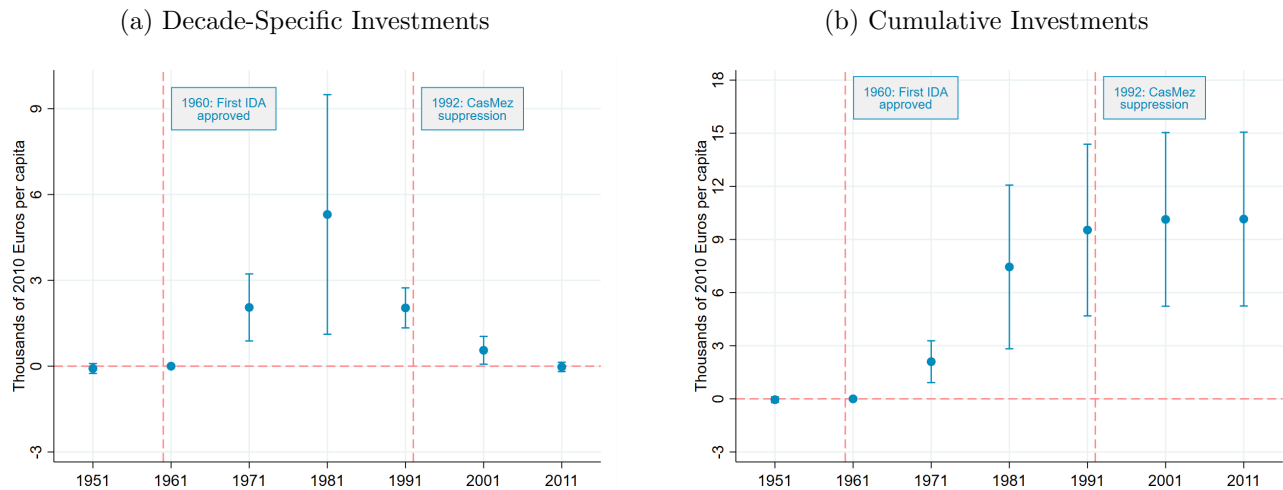 (a) Decade-Specific Investments
Thousands of 2010 Euros per capita
9
6
3
0
-3
1960: First IDA
approved
1992: CasMez
suppression
1951 1961 1971 1981 1991 2001 2011
(b) Cumulative Investments
Thousands of 2010 Euros per capita
18
15
12
9
6
3
0
-3
1960: First IDA
approved
1992: CasMez
suppression
1951 1961 1971 1981 1991 2001 2011